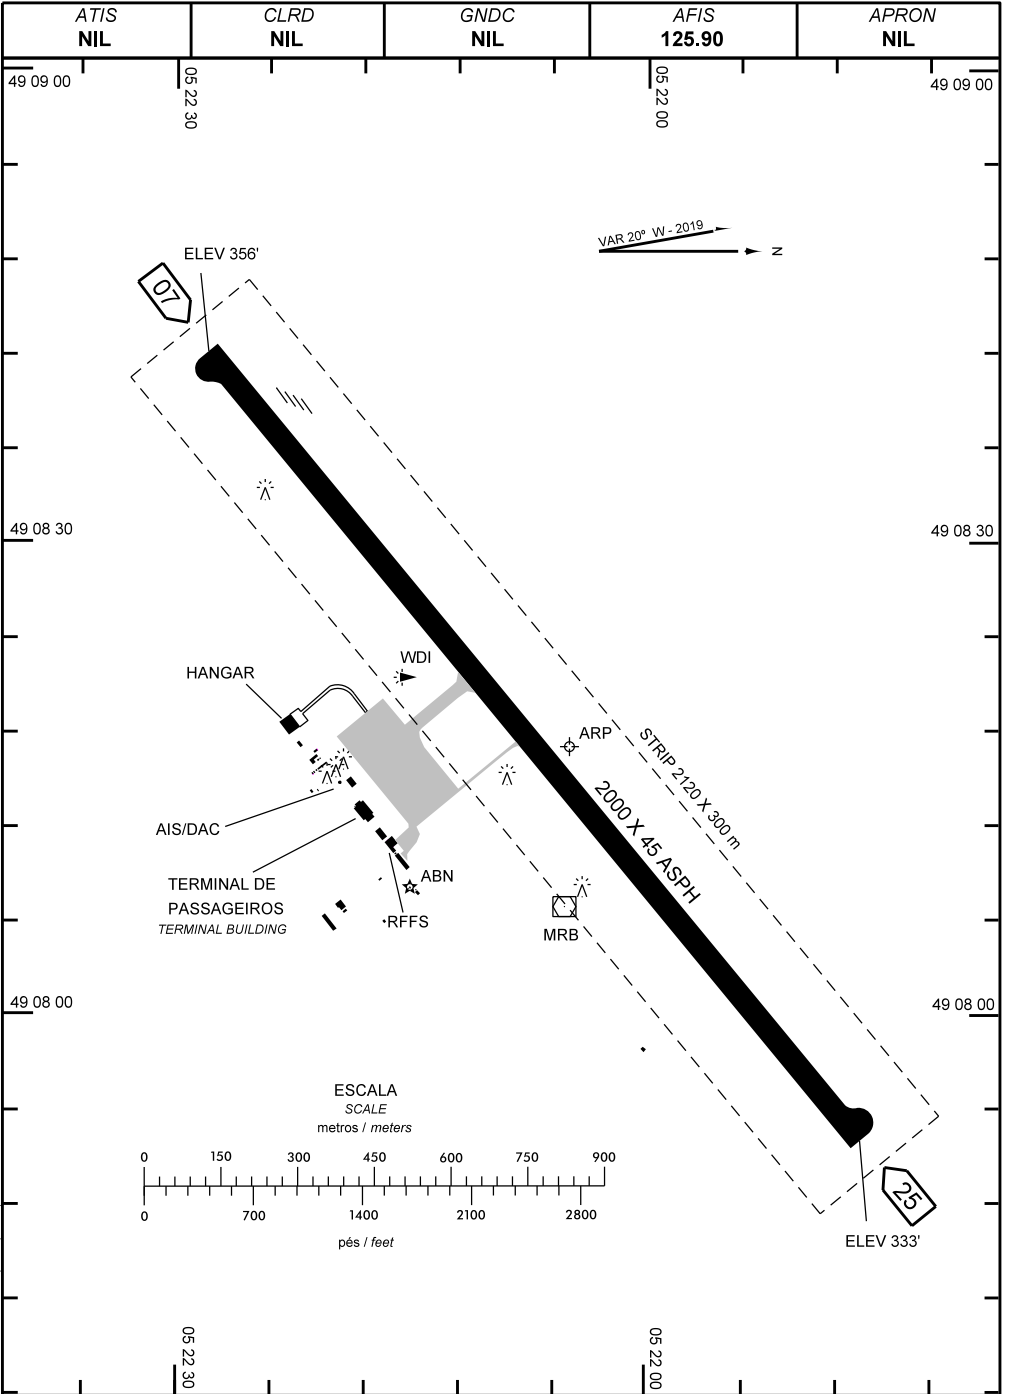 ATIS
NIL
CLRD
NIL
GNDC
NIL
AFIS
125.90
APRON
NIL
49 09 00
05 22 30
05 22 00
49 09 00
VAR 20º W - 2019
N
ELEV 356'
07
49 08 30
49 08 30
WDI
HANGAR
ARP
STRIP 2120 X 300 m
2000 X 45 ASPH
AIS/DAC
TERMINAL DE
PASSAGEIROS
TERMINAL BUILDING
ABN
RFFS
MRB
49 08 00
49 08 00
ESCALA
SCALE
metros / meters
0 150 300 450 600 750 900
0 700 1400 2100 2800
pés / feet
25
ELEV 333'
05 22 30
05 22 00